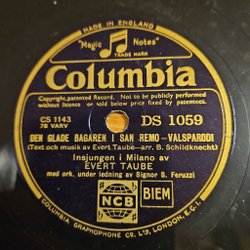 "Magic Notes"
TRADE MARK
Columbia
Copyright, patented Record. Not to be publicly performed
without licence or sold below price fixed by patentees.
CS 1143
78 VARV
DS 1059
DEN GLADE BAGAREN I SAN REMO—VALSPARODI
(Text och musik av Evert Taube—arr. B. Schildknecht)
Insjungen i Milano av
EVERT TAUBE
med ork. under ledning av Signor S. Feruzzi
NCB
BIEM
COLUMBIA GRAPHOPHONE CO. LTD. LONDON, E.C.1